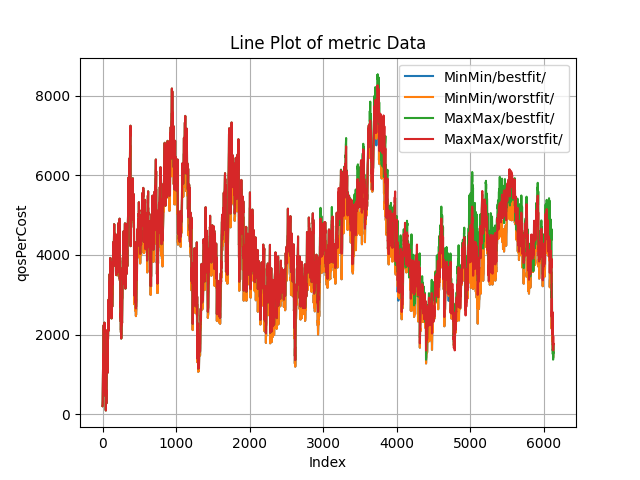 Line Plot of metric Data
MinMin/bestfit/
MinMin/worstfit/
MaxMax/bestfit/
MaxMax/worstfit/
qosPerCost
8000
6000
4000
2000
0
0 1000 2000 3000 4000 5000 6000
Index